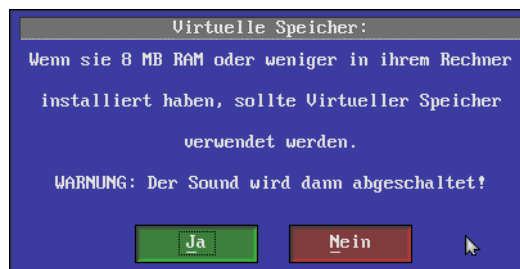 Virtuelle Speicher:
Wenn sie 8 MB RAM oder weniger in ihrem Rechner
installiert haben, sollte Virtueller Speicher
verwendet werden.
WARNUNG: Der Sound wird dann abgeschaltet!
Ja Nein